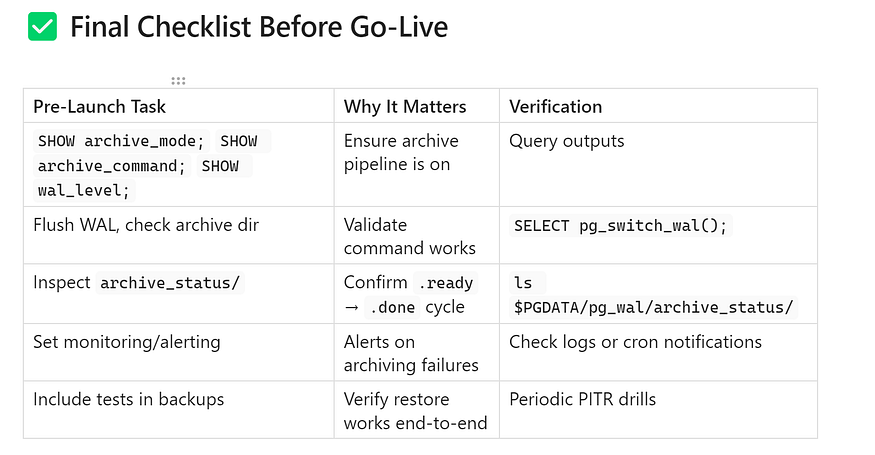 ✅ Final Checklist Before Go-Live
Pre-Launch Task Why It Matters Verification
SHOW archive_mode; SHOW
archive_command; SHOW
wal_level;
Ensure archive
pipeline is on
Query outputs
Flush WAL, check archive dir
Validate
command works
SELECT pg_switch_wal();
Inspect archive_status/
Confirm .ready
→ .done cycle
ls
$PGDATA/pg_wal/archive_status/
Set monitoring/alerting
Alerts on
archiving failures
Check logs or cron notifications
Include tests in backups
Verify restore
works end-to-end
Periodic PITR drills